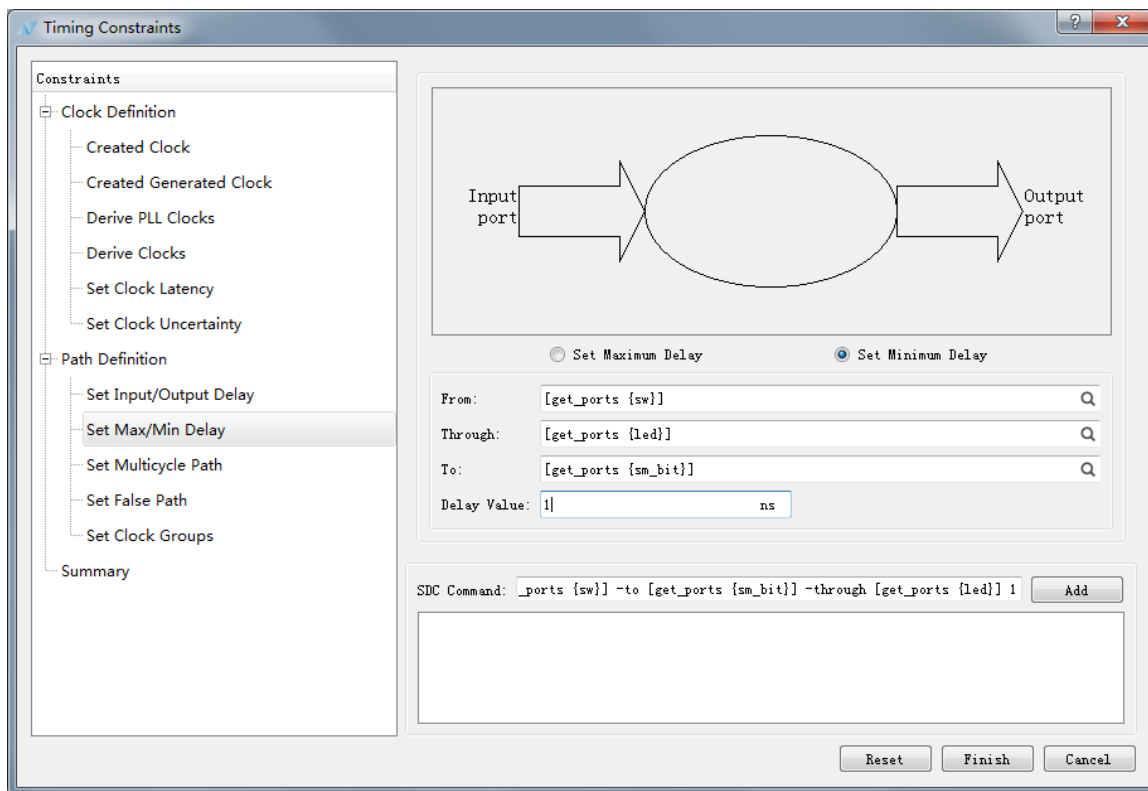 Timing Constraints
?
Constraints
Clock Definition
Created Clock
Created Generated Clock
Derive PLL Clocks
Derive Clocks
Set Clock Latency
Set Clock Uncertainty
Path Definition
Set Input/Output Delay
Set Max/Min Delay
Set Multicycle Path
Set False Path
Set Clock Groups
Summary
Input
port
Output
port
Set Maximum Delay
Set Minimum Delay
From: [get_ports {sw}]
Through: [get_ports {led}]
To: [get_ports {sm_bit}]
Delay Value: 1 ns
SDC Command: _ports {sw}] -to [get_ports {sm_bit}] -through [get_ports {led}] 1 Add
Reset Finish Cancel